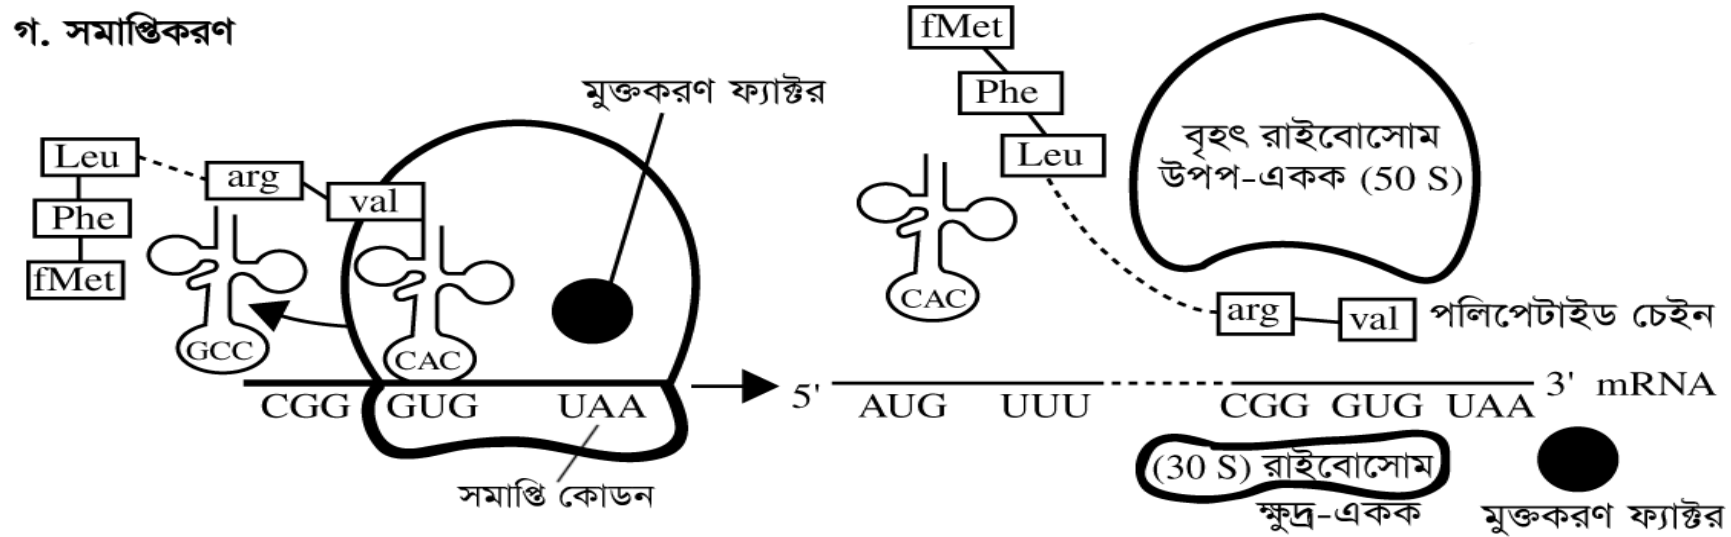 গ. সমাপ্তিকরণ
মুক্তকরণ ফ্যাক্টর
Leu
arg
val
Phe
fMet
GCC
CAC
CGG GUG UAA
সমাপ্তি কোডন
fMet
Phe
Leu
বৃহৎ রাইবোসোম
উপপ-একক (50 S)
CAC
arg
val
পলিপেটাইড চেইন
5' 3' mRNA
AUG UUU CGG GUG UAA
(30 S) রাইবোসোম
ক্ষুদ্র-একক
মুক্তকরণ ফ্যাক্টর